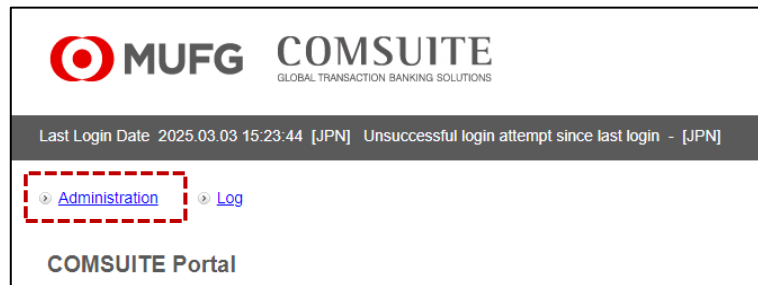 MUFG COMSUITE
GLOBAL TRANSACTION BANKING SOLUTIONS
Last Login Date 2025.03.03 15:23:44 [JPN] Unsuccessful login attempt since last login - [JPN]
Administration Log
COMSUITE Portal